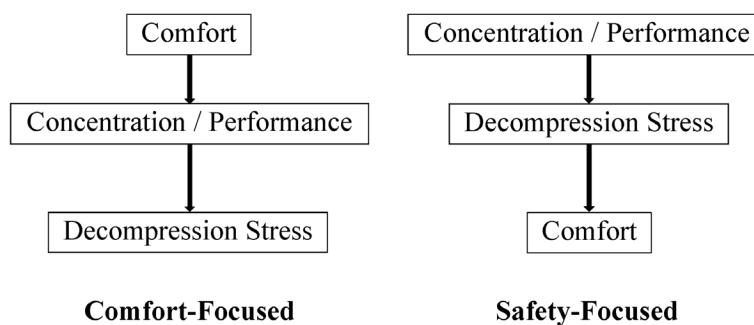 Comfort
Concentration / Performance
Decompression Stress
Comfort-Focused
Concentration / Performance
Decompression Stress
Comfort
Safety-Focused